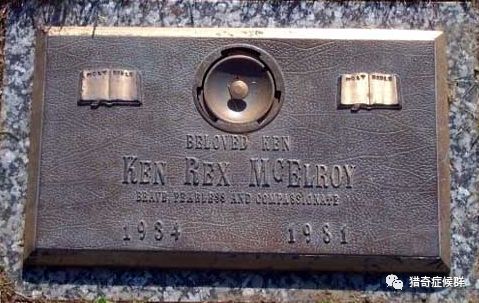 HOLY BIBLE HOLY BIBLE
BELOVED KEN
KEN REX McELROY
BRAVE FEARLESS AND COMPASSIONATE
1934 1981
猎奇症候群